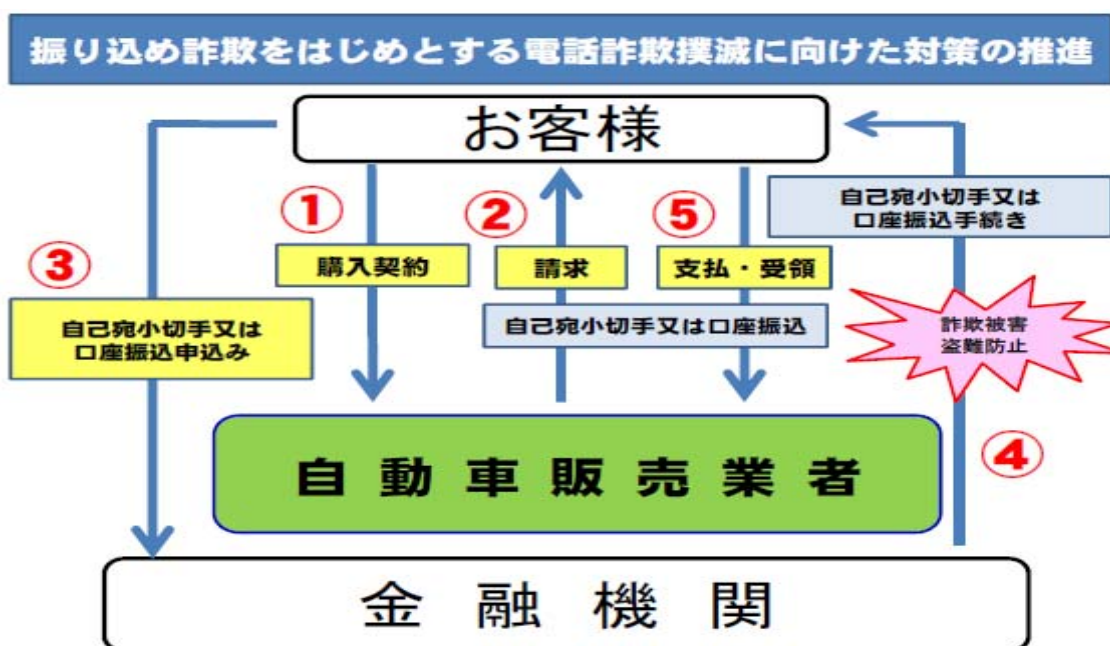 振り込め詐欺をはじめとする電話詐欺撲滅に向けた対策の推進
お客様
①
購入契約
②
請求
⑤
支払・受領
自己宛小切手又は口座振込
③
自己宛小切手又は
口座振込申込み
自己宛小切手又は
口座振込手続き
詐欺被害
盗難防止
④
自動車販売業者
金融機関